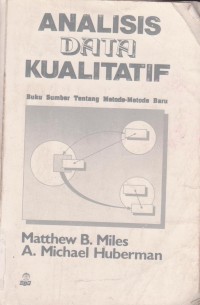 ANALISIS
DATA
KUALITATIF
Buku Sumber Tentang Metode-Metode Baru
Matthew B. Miles
A. Michael Huberman